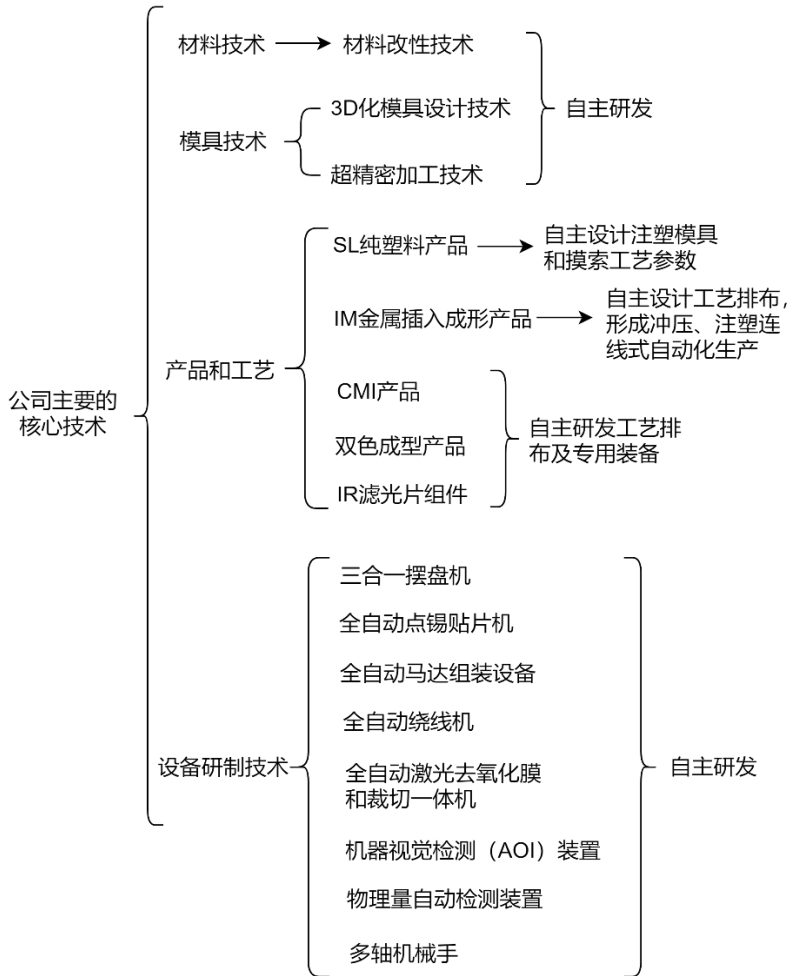 公司主要的
核心技术
材料技术
材料改性技术
模具技术
3D化模具设计技术
超精密加工技术
自主研发
产品和工艺
SL纯塑料产品
自主设计注塑模具
和摸索工艺参数
IM金属插入成形产品
自主设计工艺排布，
形成冲压、注塑连
线式自动化生产
CMI产品
双色成型产品
IR滤光片组件
自主研发工艺排
布及专用装备
设备研制技术
三合一摆盘机
全自动点锡贴片机
全自动马达组装设备
全自动绕线机
全自动激光去氧化膜
和裁切一体机
机器视觉检测（AOI）装置
物理量自动检测装置
多轴机械手
自主研发